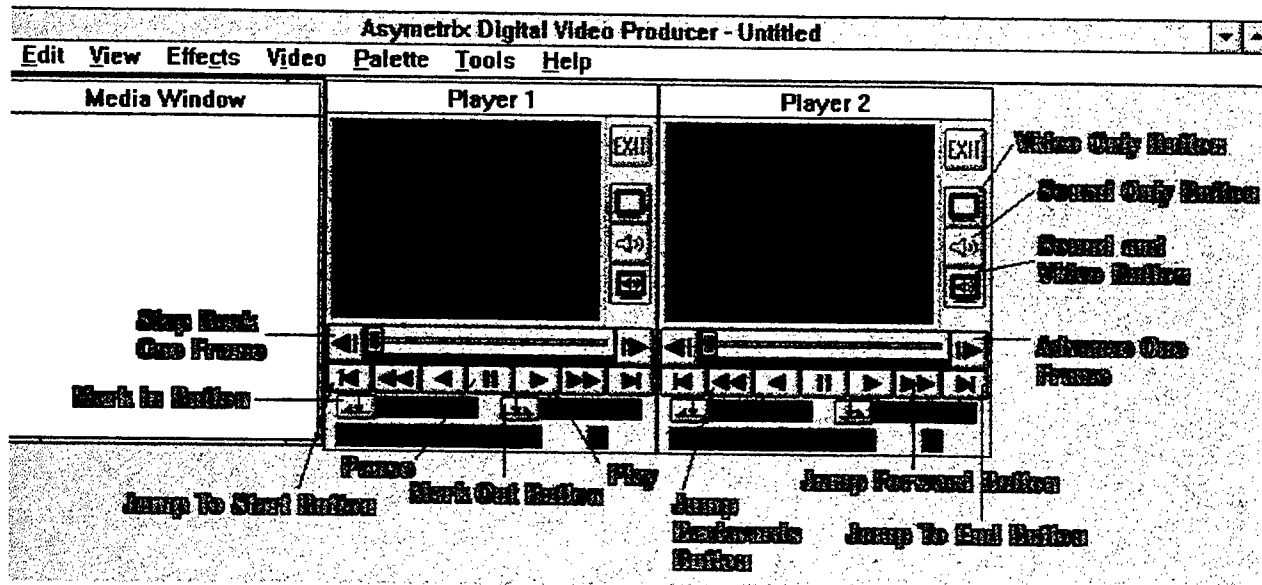 Asymetrix Digital Video Producer - Untitled
Edit View Effects Video Palette Tools Help
Media Window
Player 1
Player 2
EXIT
EXIT
Video Only Button
Sound Only Button
Sound and
Video Button
Step Back
One Frame
Advance One
Frame
Mark In Button
Pause
Mark Out Button
Play
Jump To Start Button
Jump
Backwards
Button
Jump Forward Button
Jump To End Button